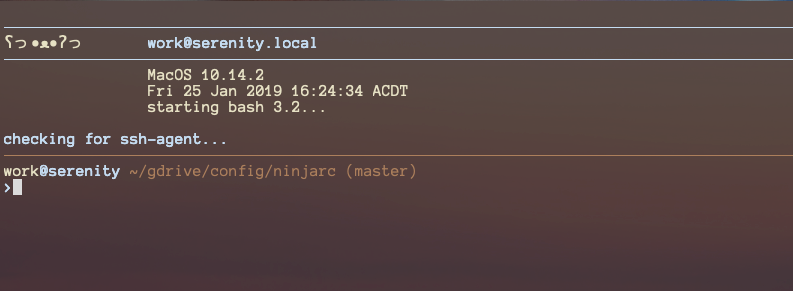 ʕっ•ᴥ•ʔっ work@serenity.local
MacOS 10.14.2
Fri 25 Jan 2019 16:24:34 ACDT
starting bash 3.2...
checking for ssh-agent...
work@serenity ~/gdrive/config/ninjarc (master)
›